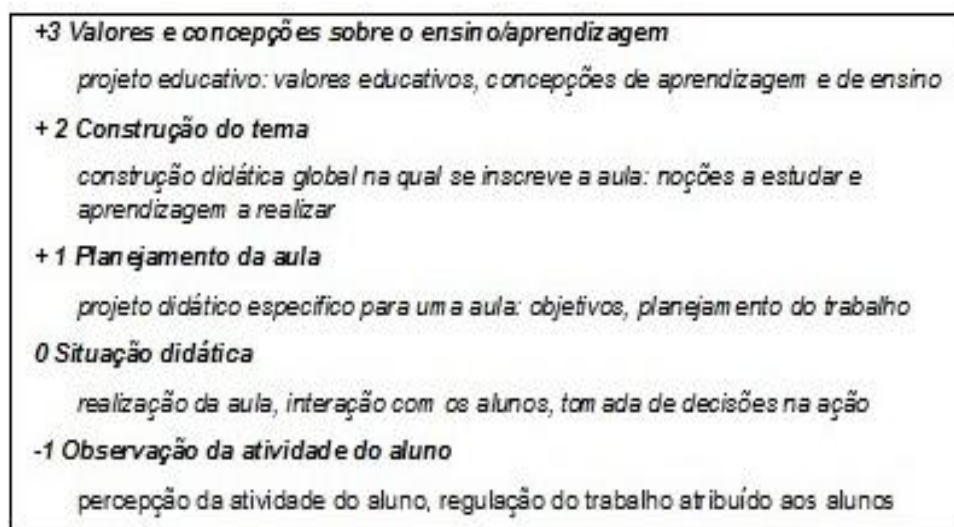 +3 Valores e concepções sobre o ensino/aprendizagem
projeto educativo: valores educativos, concepções de aprendizagem e de ensino
+ 2 Construção do tema
construção didática global na qual se inscreve a aula: noções a estudar e
aprendizagem a realizar
+ 1 Planejamento da aula
projeto didático específico para uma aula: objetivos, planejamento do trabalho
0 Situação didática
realização da aula, interação com os alunos, tomada de decisões na ação
-1 Observação da atividade do aluno
percepção da atividade do aluno, regulação do trabalho atribuído aos alunos